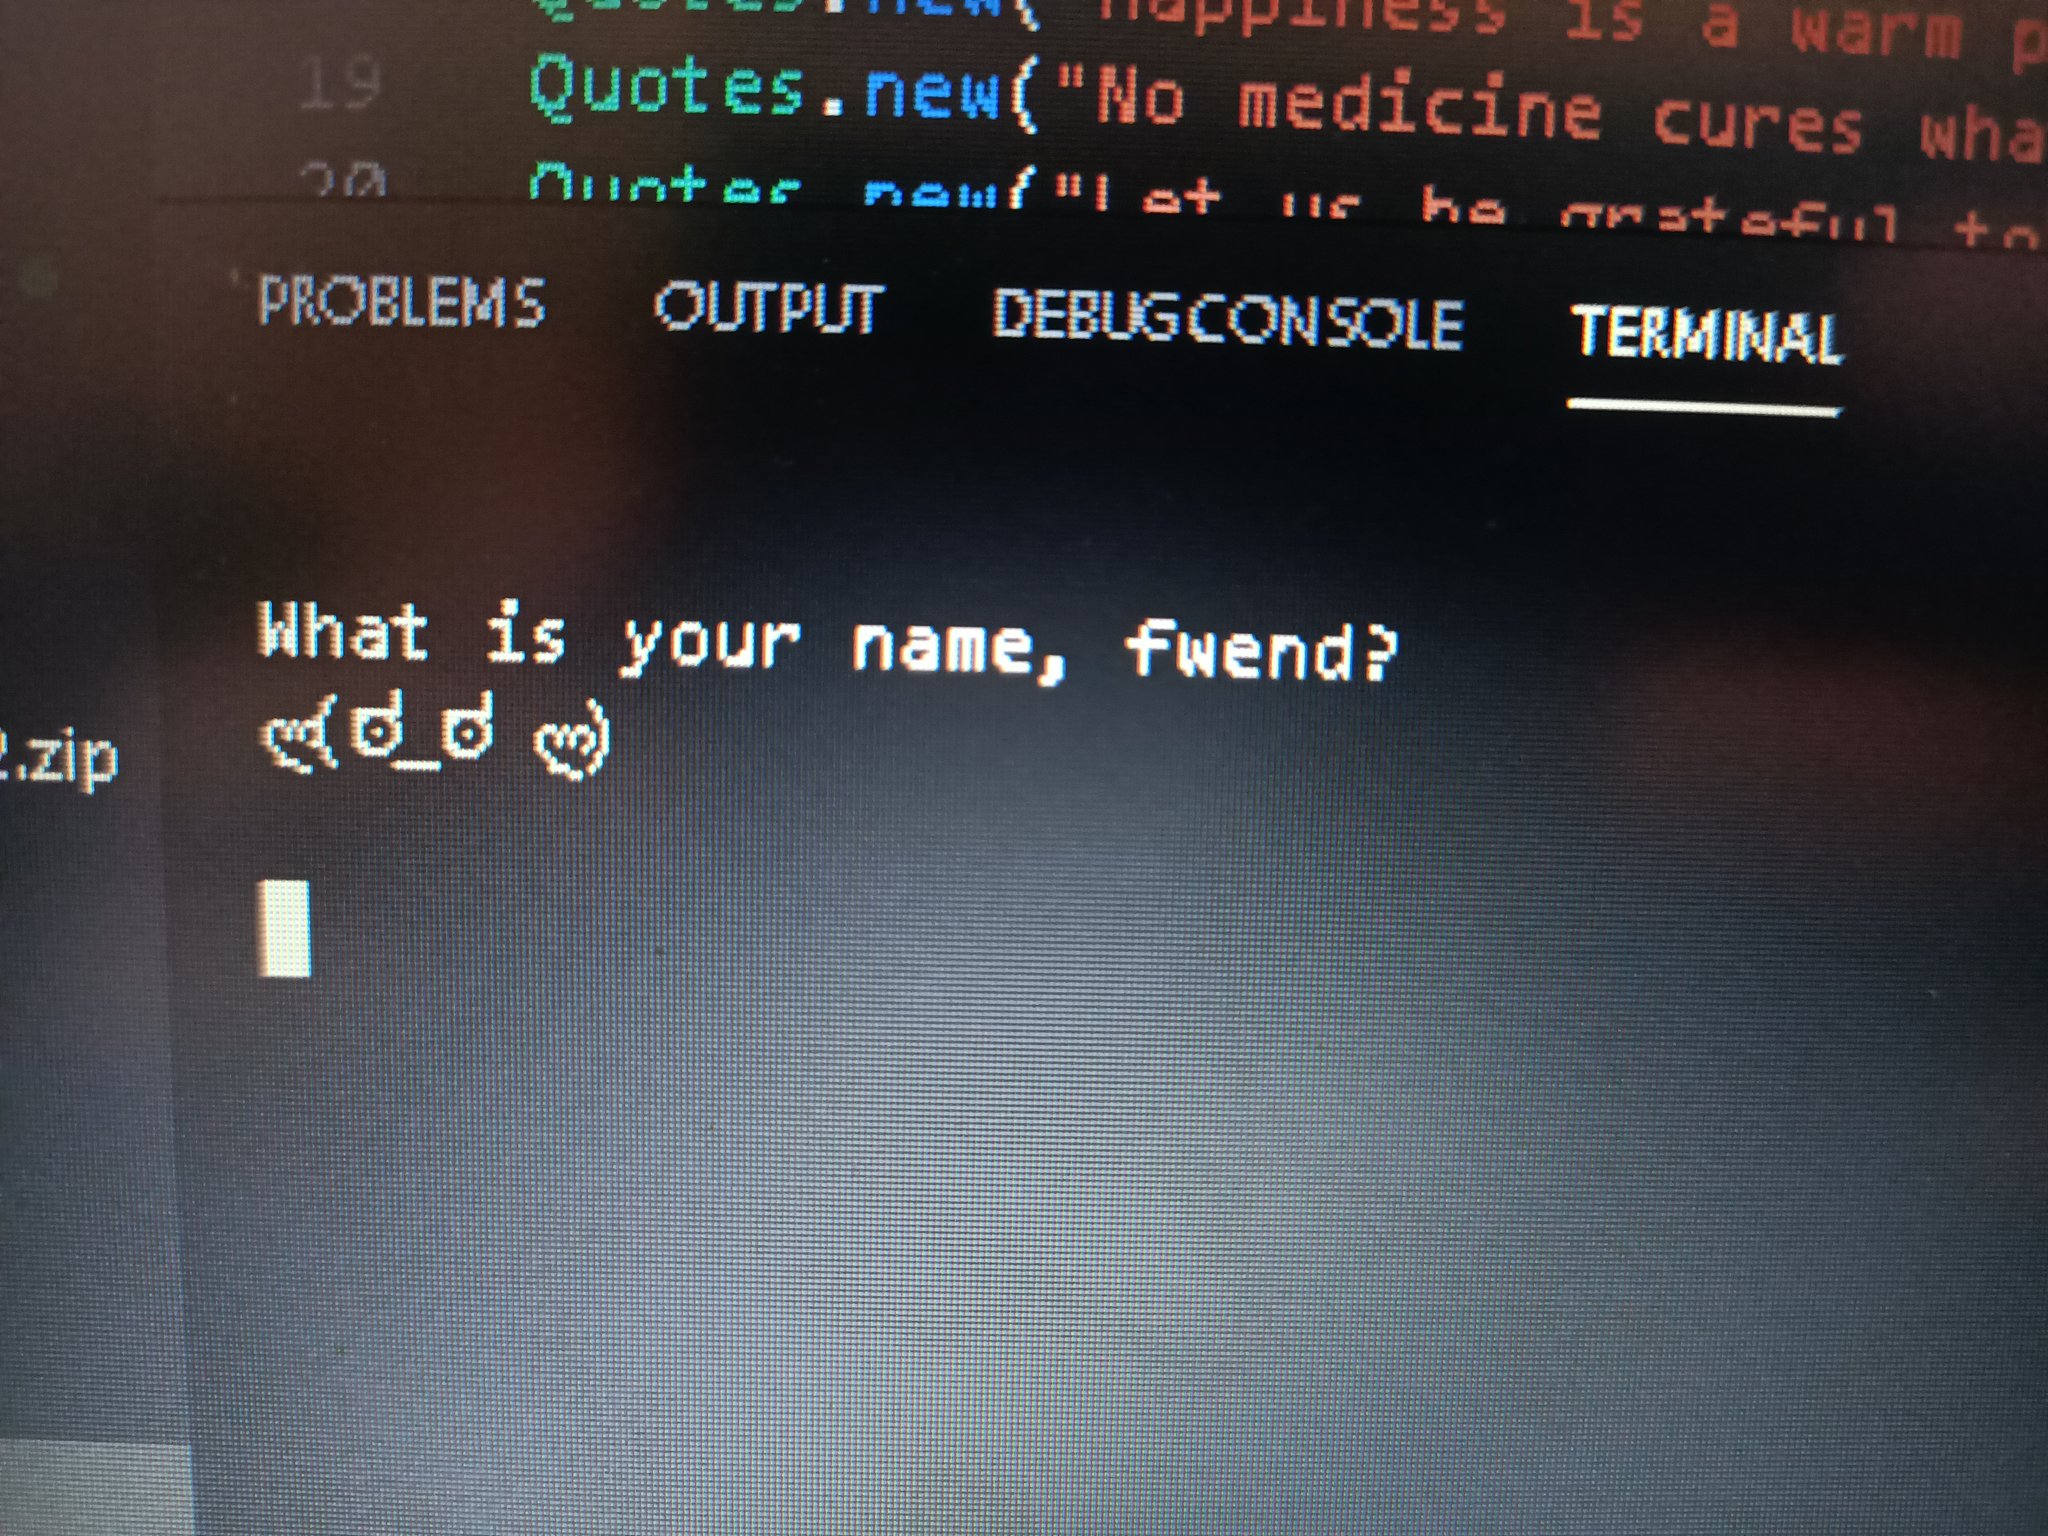 Quotes.new("Happiness is a warm p
19 Quotes.new("No medicine cures wha
20 Quotes.new("Let us be grateful to
PROBLEMS OUTPUT DEBUG CONSOLE TERMINAL
What is your name, fwend?
ლ(ಠ_ಠ ლ)
.zip